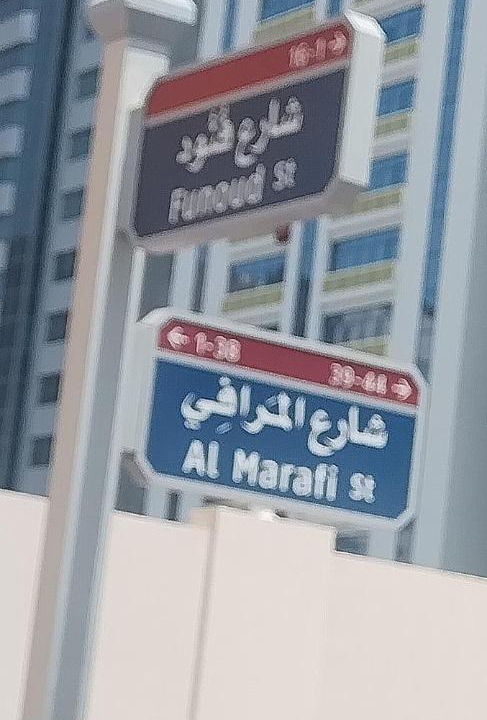 16-1 →
شارع فنود
Funoud St
← 1-38 39-44 →
شارع المرافي
Al Marafi St